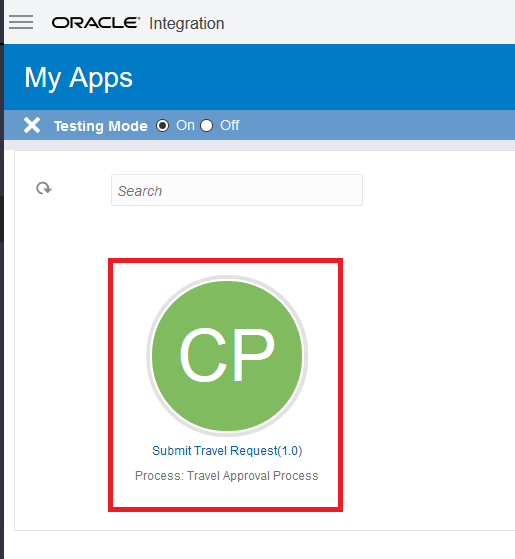 ORACLE® Integration
My Apps
Testing Mode On Off
Search
CP
Submit Travel Request(1.0)
Process: Travel Approval Process